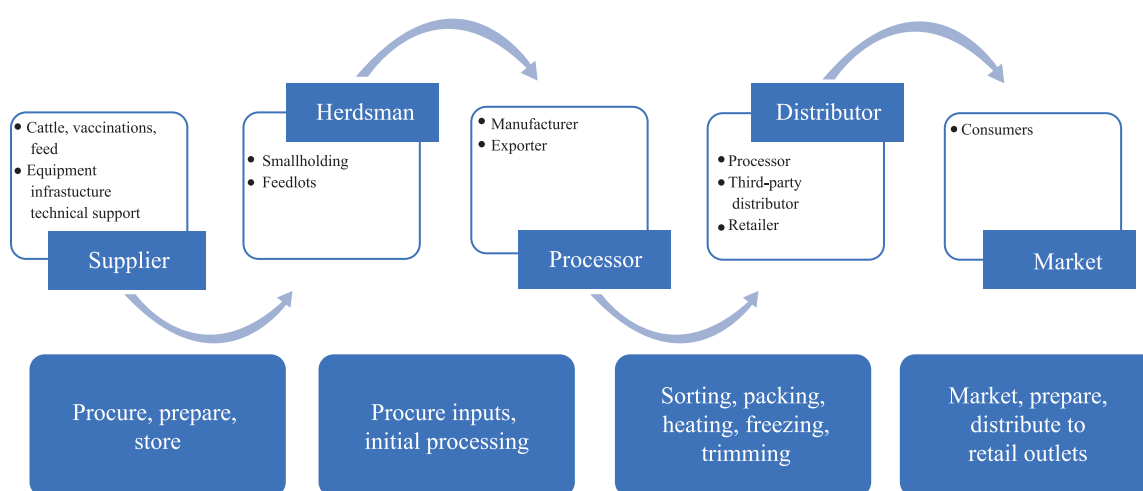 Cattle, vaccinations,
feed
Equipment
infrastucture
technical support
Supplier
Herdsman
Smallholding
Feedlots
Manufacturer
Exporter
Processor
Distributor
Processor
Third-party
distributor
Retailer
Consumers
Market
Procure, prepare,
store
Procure inputs,
initial processing
Sorting, packing,
heating, freezing,
trimming
Market, prepare,
distribute to
retail outlets